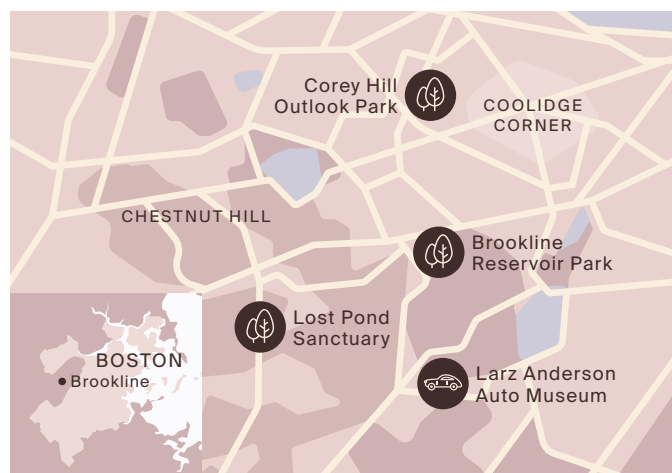 Corey Hill
Outlook Park
COOLIDGE
CORNER
CHESTNUT HILL
Brookline
Reservoir Park
Lost Pond
Sanctuary
BOSTON
Brookline
Larz Anderson
Auto Museum